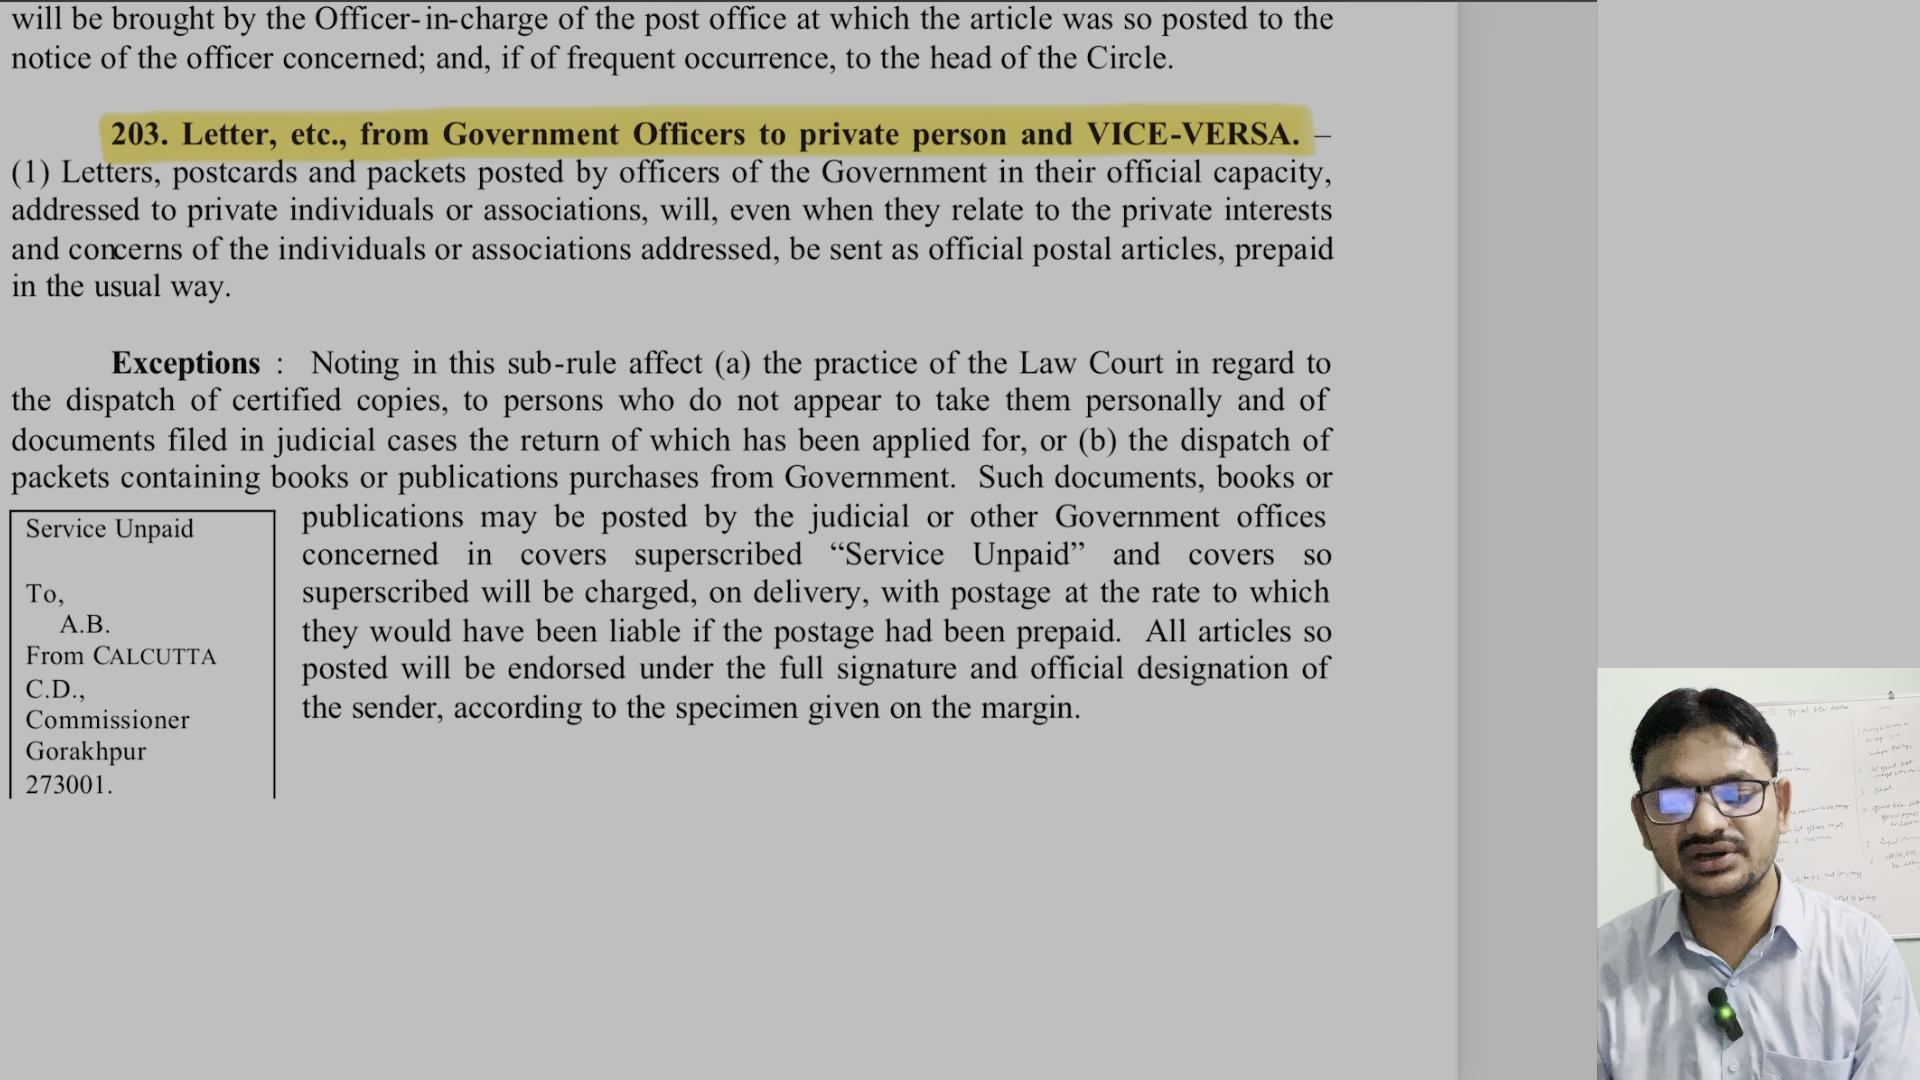 will be brought by the Officer-in-charge of the post office at which the article was so posted to the
notice of the officer concerned; and, if of frequent occurrence, to the head of the Circle.
203. Letter, etc., from Government Officers to private person and VICE-VERSA. –
(1) Letters, postcards and packets posted by officers of the Government in their official capacity,
addressed to private individuals or associations, will, even when they relate to the private interests
and concerns of the individuals or associations addressed, be sent as official postal articles, prepaid
in the usual way.
Exceptions : Noting in this sub-rule affect (a) the practice of the Law Court in regard to
the dispatch of certified copies, to persons who do not appear to take them personally and of
documents filed in judicial cases the return of which has been applied for, or (b) the dispatch of
packets containing books or publications purchases from Government. Such documents, books or
publications may be posted by the judicial or other Government offices
concerned in covers superscribed “Service Unpaid” and covers so
superscribed will be charged, on delivery, with postage at the rate to which
they would have been liable if the postage had been prepaid. All articles so
posted will be endorsed under the full signature and official designation of
the sender, according to the specimen given on the margin.
Service Unpaid
To,
A.B.
From CALCUTTA
C.D.,
Commissioner
Gorakhpur
273001.